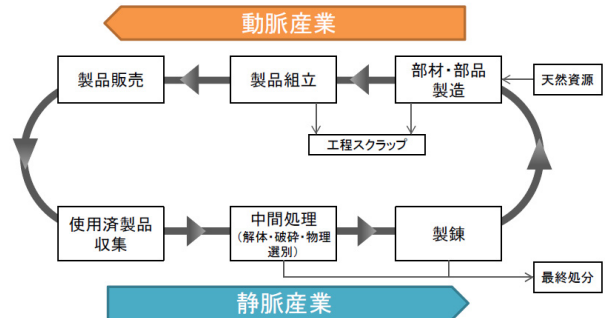 動脈産業
製品販売
製品組立
部材・部品
製造
天然資源
工程スクラップ
使用済製品
収集
中間処理
(解体・破砕・物理
選別)
製錬
最終処分
静脈産業